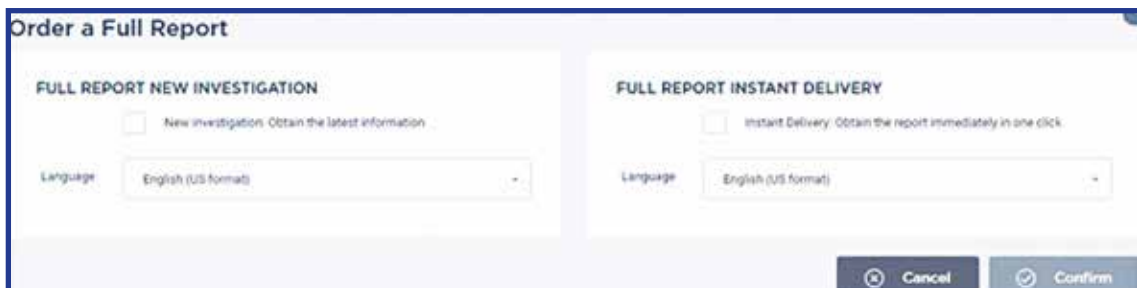 Order a Full Report
FULL REPORT NEW INVESTIGATION
New investigation: Obtain the latest information
Language
English (US format)
FULL REPORT INSTANT DELIVERY
Instant Delivery: Obtain the report immediately in one click.
Language
English (US format)
Cancel
Confirm